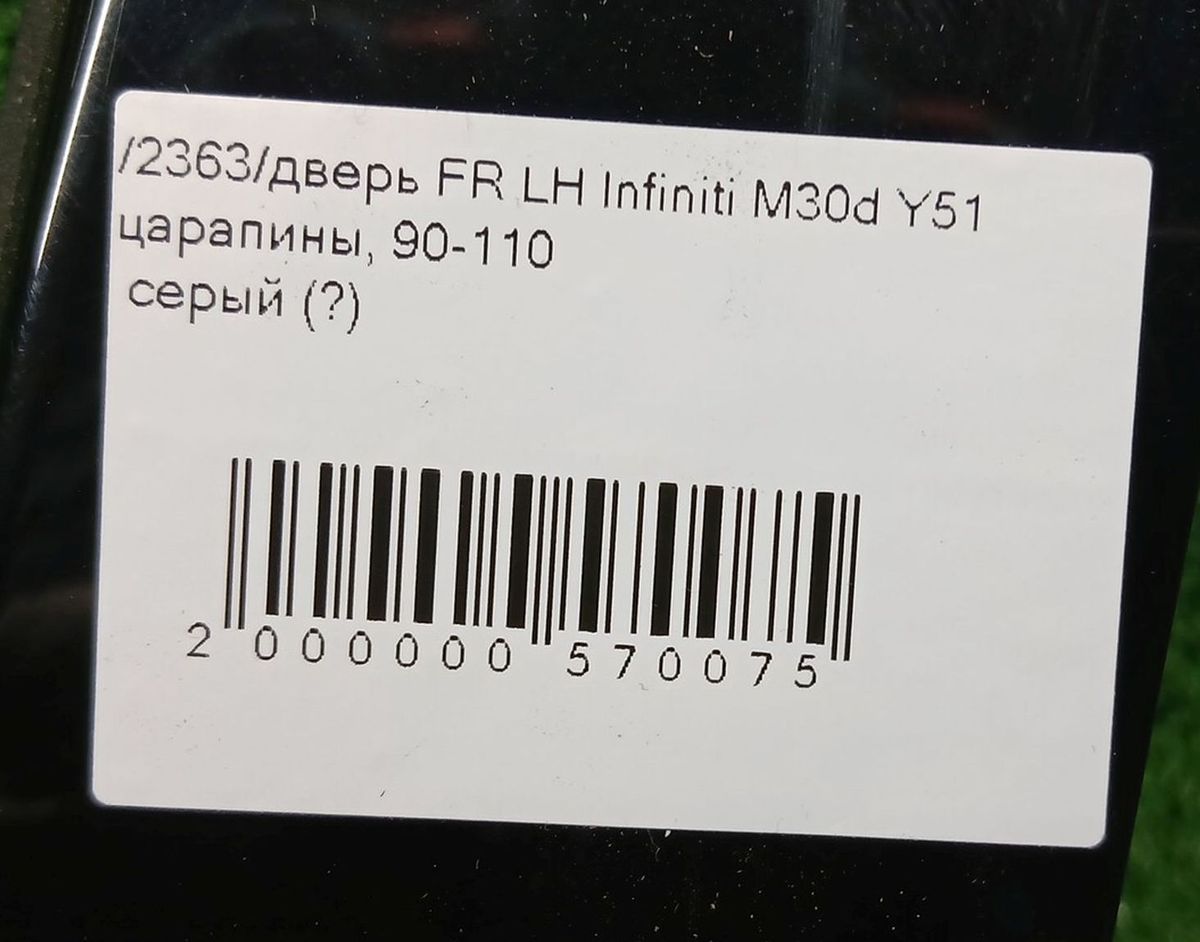 /2363/дверь FR LH Infiniti M30d Y51
царапины, 90-110
серый (?)
2 000000 570075